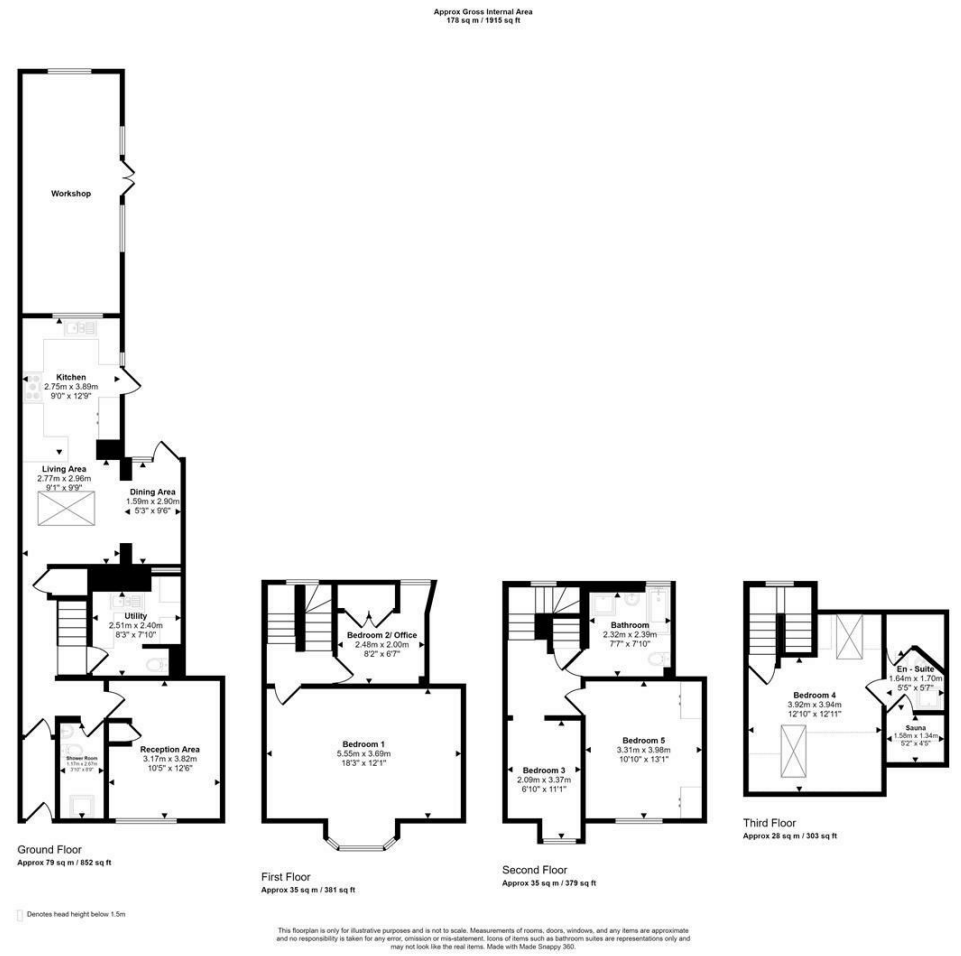 Approx Gross Internal Area
178 sq m / 1915 sq ft
Workshop
Kitchen
2.75m x 3.89m
9'0" x 12'9"
Living Area
2.77m x 2.96m
9'1" x 9'9"
Dining Area
1.59m x 2.90m
5'3" x 9'6"
Utility
2.51m x 2.40m
8'3" x 7'10"
Reception Area
3.17m x 3.82m
10'5" x 12'6"
Shower Room
Ground Floor
Approx 79 sq m / 852 sq ft
Bedroom 2/ Office
2.48m x 2.00m
8'2" x 6'7"
Bedroom 1
5.55m x 3.69m
18'3" x 12'1"
First Floor
Approx 35 sq m / 381 sq ft
Bathroom
2.32m x 2.39m
7'7" x 7'10"
Bedroom 5
3.31m x 3.98m
10'10" x 13'1"
Bedroom 3
2.09m x 3.37m
6'10" x 11'1"
Second Floor
Approx 35 sq m / 379 sq ft
En - Suite
1.64m x 1.70m
5'5" x 5'7"
Bedroom 4
3.92m x 3.94m
12'10" x 12'11"
Sauna
1.58m x 1.34m
5'2" x 4'5"
Third Floor
Approx 28 sq m / 303 sq ft
Denotes head height below 1.5m
This floorplan is only for illustrative purposes and is not to scale. Measurements of rooms, doors, windows, and any items are approximate
and no responsibility is taken for any error, omission or mis-statement. Icons of items such as bathroom suites are representations only and
may not look like the real items. Made with Made Snappy 360.